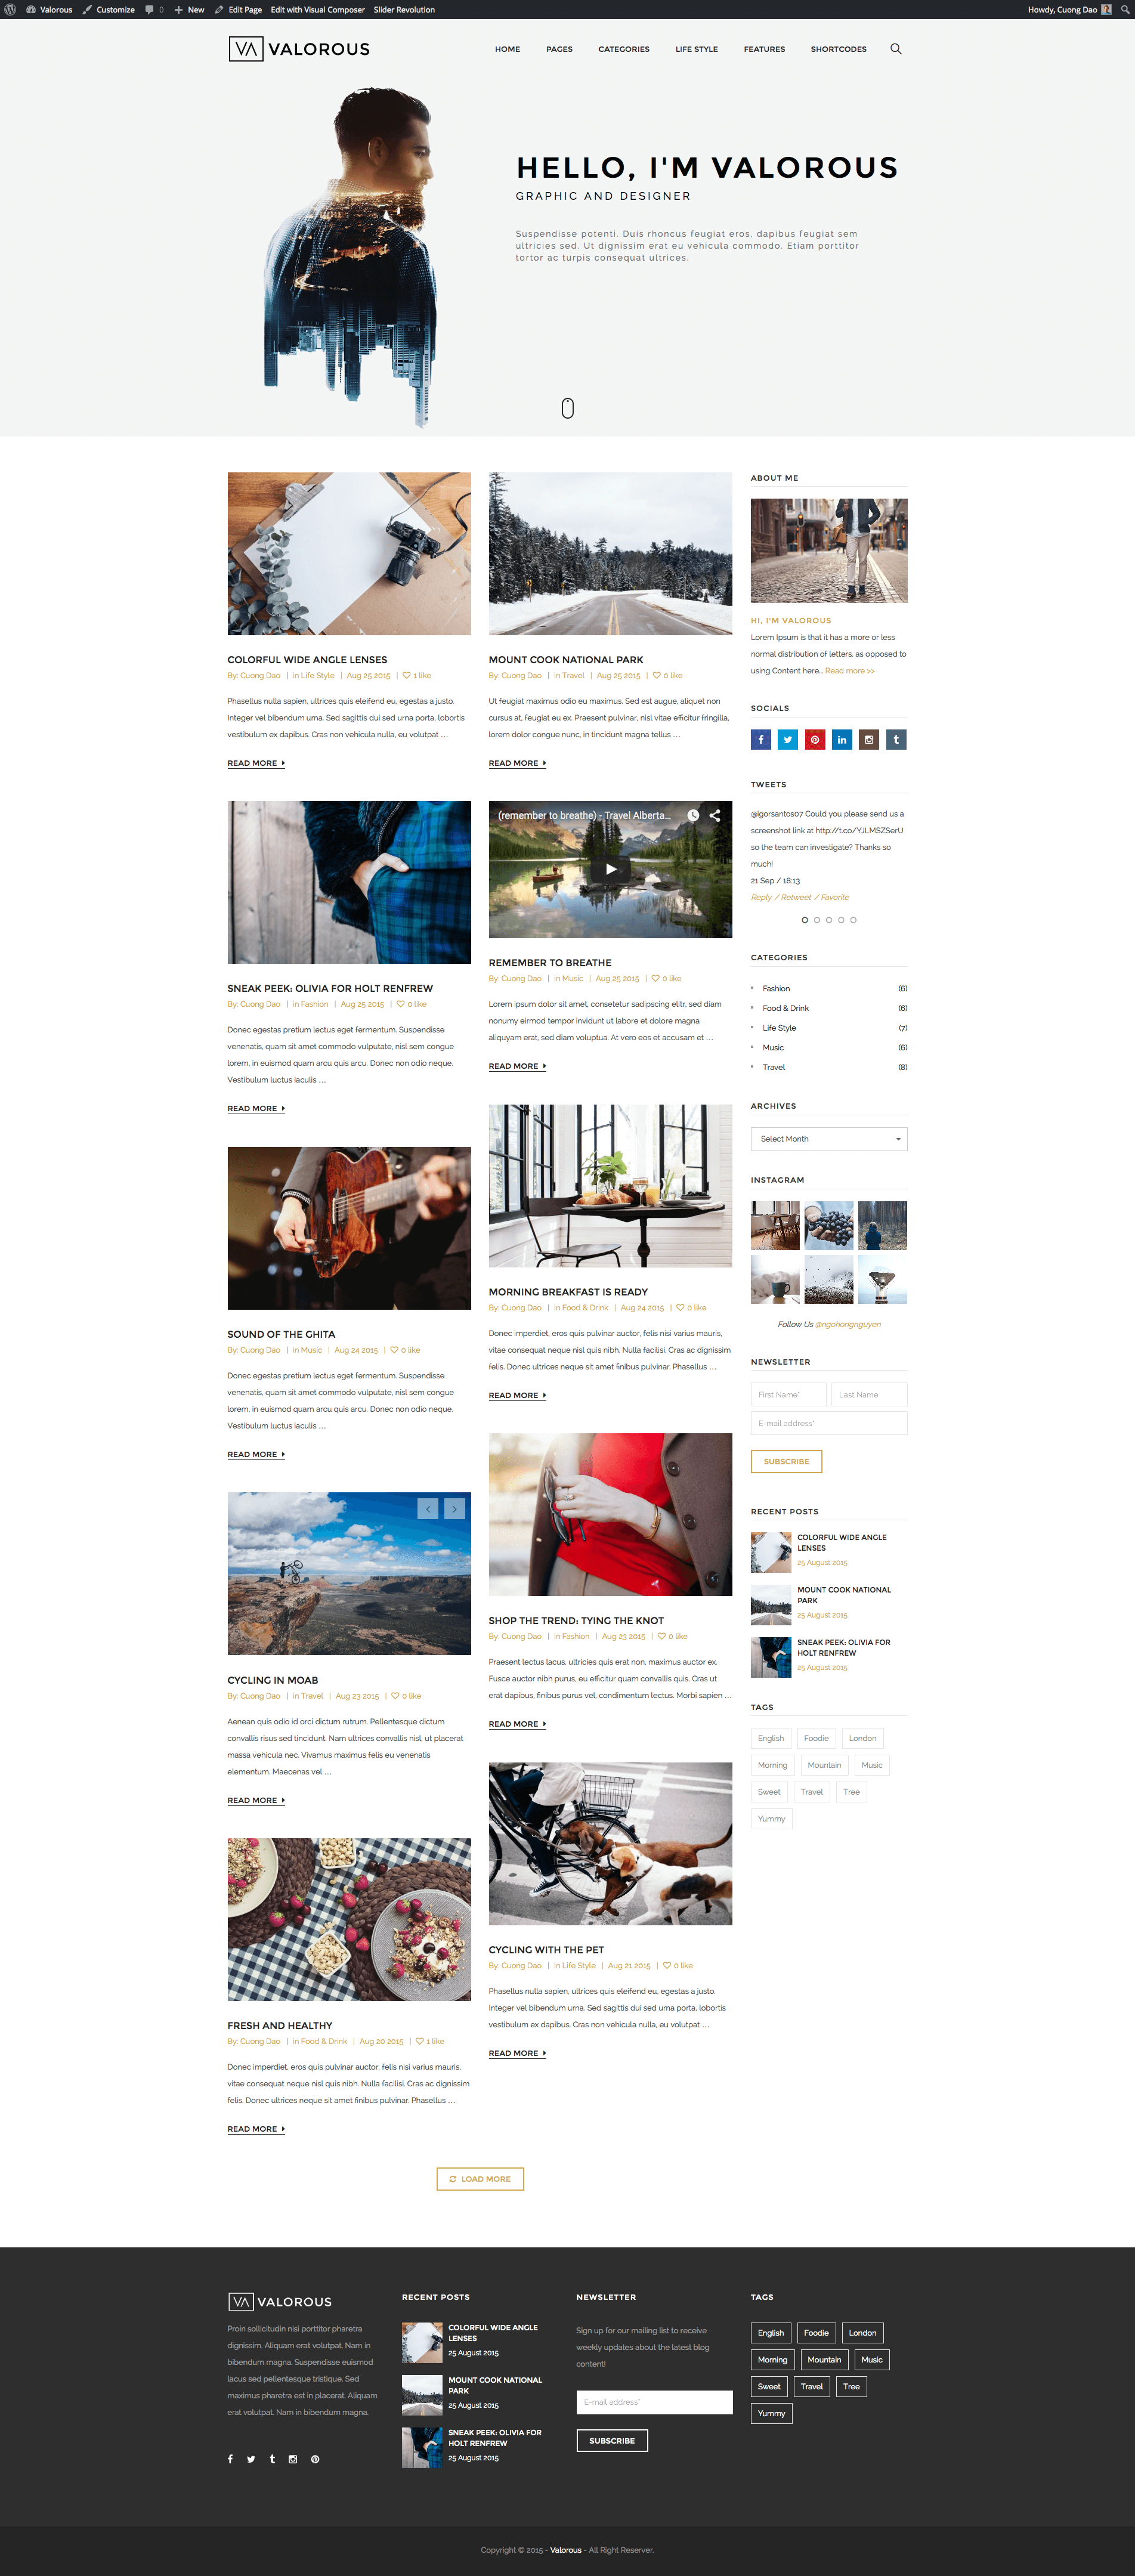 Valorous Customize 0 New Edit Page Edit with Visual Composer Slider Revolution Howdy, Cuong Dao
VA VALOROUS
HOME PAGES CATEGORIES LIFE STYLE FEATURES SHORTCODES
HELLO, I'M VALOROUS
GRAPHIC AND DESIGNER
Suspendisse potenti. Duis rhoncus feugiat eros, dapibus feugiat sem
ultricies sed. Ut dignissim erat eu vehicula commodo. Etiam porttitor
tortor ac turpis consequat ultrices.
COLORFUL WIDE ANGLE LENSES
By: Cuong Dao | in Life Style | Aug 25 2015 | 1 like
Phasellus nulla sapien, ultrices quis eleifend eu, egestas a justo.
Integer vel bibendum urna. Sed sagittis dui sed urna porta, lobortis
vestibulum ex dapibus. Cras non vehicula nulla, eu volutpat …
READ MORE
SNEAK PEEK: OLIVIA FOR HOLT RENFREW
By: Cuong Dao | in Fashion | Aug 25 2015 | 0 like
Donec egestas pretium lectus eget fermentum. Suspendisse
venenatis, quam sit amet commodo vulputate, nisl sem congue
lorem, in euismod quam arcu quis arcu. Donec non odio neque.
Vestibulum luctus iaculis …
READ MORE
SOUND OF THE GHITA
By: Cuong Dao | in Music | Aug 24 2015 | 0 like
Donec egestas pretium lectus eget fermentum. Suspendisse
venenatis, quam sit amet commodo vulputate, nisl sem congue
lorem, in euismod quam arcu quis arcu. Donec non odio neque.
Vestibulum luctus iaculis …
READ MORE
CYCLING IN MOAB
By: Cuong Dao | in Travel | Aug 23 2015 | 0 like
Aenean quis odio id orci dictum rutrum. Pellentesque dictum
convallis risus sed tincidunt. Nam ultrices convallis nisl, ut placerat
massa vehicula nec. Vivamus maximus felis eu venenatis
elementum. Maecenas vel …
READ MORE
FRESH AND HEALTHY
By: Cuong Dao | in Food & Drink | Aug 20 2015 | 1 like
Donec imperdiet, eros quis pulvinar auctor, felis nisi varius mauris,
vitae consequat neque nisl quis nibh. Nulla facilisi. Cras ac dignissim
felis. Donec ultrices neque sit amet finibus pulvinar. Phasellus …
READ MORE
MOUNT COOK NATIONAL PARK
By: Cuong Dao | in Travel | Aug 25 2015 | 0 like
Ut feugiat maximus odio eu maximus. Sed est augue, aliquet non
cursus at, feugiat eu ex. Praesent pulvinar, nisl vitae efficitur fringilla,
lorem dolor congue nunc, in tincidunt magna tellus …
READ MORE
(remember to breathe) - Travel Alberta...
REMEMBER TO BREATHE
By: Cuong Dao | in Music | Aug 25 2015 | 0 like
Lorem ipsum dolor sit amet, consetetur sadipscing elitr, sed diam
nonumy eirmod tempor invidunt ut labore et dolore magna
aliquyam erat, sed diam voluptua. At vero eos et accusam et …
READ MORE
MORNING BREAKFAST IS READY
By: Cuong Dao | in Food & Drink | Aug 24 2015 | 0 like
Donec imperdiet, eros quis pulvinar auctor, felis nisi varius mauris,
vitae consequat neque nisl quis nibh. Nulla facilisi. Cras ac dignissim
felis. Donec ultrices neque sit amet finibus pulvinar. Phasellus …
READ MORE
SHOP THE TREND: TYING THE KNOT
By: Cuong Dao | in Fashion | Aug 23 2015 | 0 like
Praesent lectus lacus, ultricies quis erat non, maximus auctor ex.
Fusce auctor nibh purus, eu efficitur quam convallis quis. Cras ut
erat dapibus, finibus purus vel, condimentum lectus. Morbi sapien …
READ MORE
CYCLING WITH THE PET
By: Cuong Dao | in Life Style | Aug 21 2015 | 0 like
Phasellus nulla sapien, ultrices quis eleifend eu, egestas a justo.
Integer vel bibendum urna. Sed sagittis dui sed urna porta, lobortis
vestibulum ex dapibus. Cras non vehicula nulla, eu volutpat …
READ MORE
LOAD MORE
ABOUT ME
HI, I'M VALOROUS
Lorem Ipsum is that it has a more or less
normal distribution of letters, as opposed to
using Content here... Read more >>
SOCIALS
TWEETS
@igorsantos07 Could you please send us a
screenshot link at http://t.co/YJLMSZSerU
so the team can investigate? Thanks so
much!
21 Sep / 18:13
Reply / Retweet / Favorite
CATEGORIES
Fashion (6)
Food & Drink (6)
Life Style (7)
Music (6)
Travel (8)
ARCHIVES
Select Month
INSTAGRAM
Follow Us @ngohongnguyen
NEWSLETTER
First Name* Last Name
E-mail address*
SUBSCRIBE
RECENT POSTS
COLORFUL WIDE ANGLE
LENSES
25 August 2015
MOUNT COOK NATIONAL
PARK
25 August 2015
SNEAK PEEK: OLIVIA FOR
HOLT RENFREW
25 August 2015
TAGS
English Foodie London
Morning Mountain Music
Sweet Travel Tree
Yummy
VA VALOROUS
Proin sollicitudin nisi porttitor pharetra
dignissim. Aliquam erat volutpat. Nam in
bibendum magna. Suspendisse euismod
lacus sed pellentesque tristique. Sed
maximus pharetra est in placerat. Aliquam
erat volutpat. Nam in bibendum magna.
RECENT POSTS
COLORFUL WIDE ANGLE
LENSES
25 August 2015
MOUNT COOK NATIONAL
PARK
25 August 2015
SNEAK PEEK: OLIVIA FOR
HOLT RENFREW
25 August 2015
NEWSLETTER
Sign up for our mailing list to receive
weekly updates about the latest blog
content!
E-mail address*
SUBSCRIBE
TAGS
English Foodie London
Morning Mountain Music
Sweet Travel Tree
Yummy
Copyright © 2015 - Valorous - All Right Reserver.